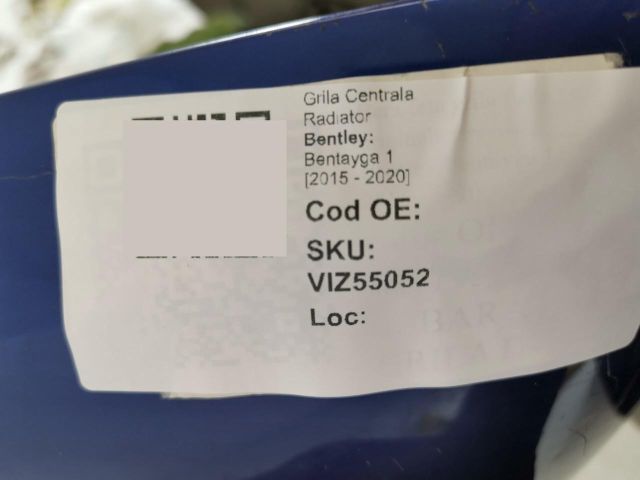 Grila Centrala
Radiator
Bentley:
Bentayga 1
[2015 - 2020]
Cod OE:
SKU:
VIZ55052
Loc: